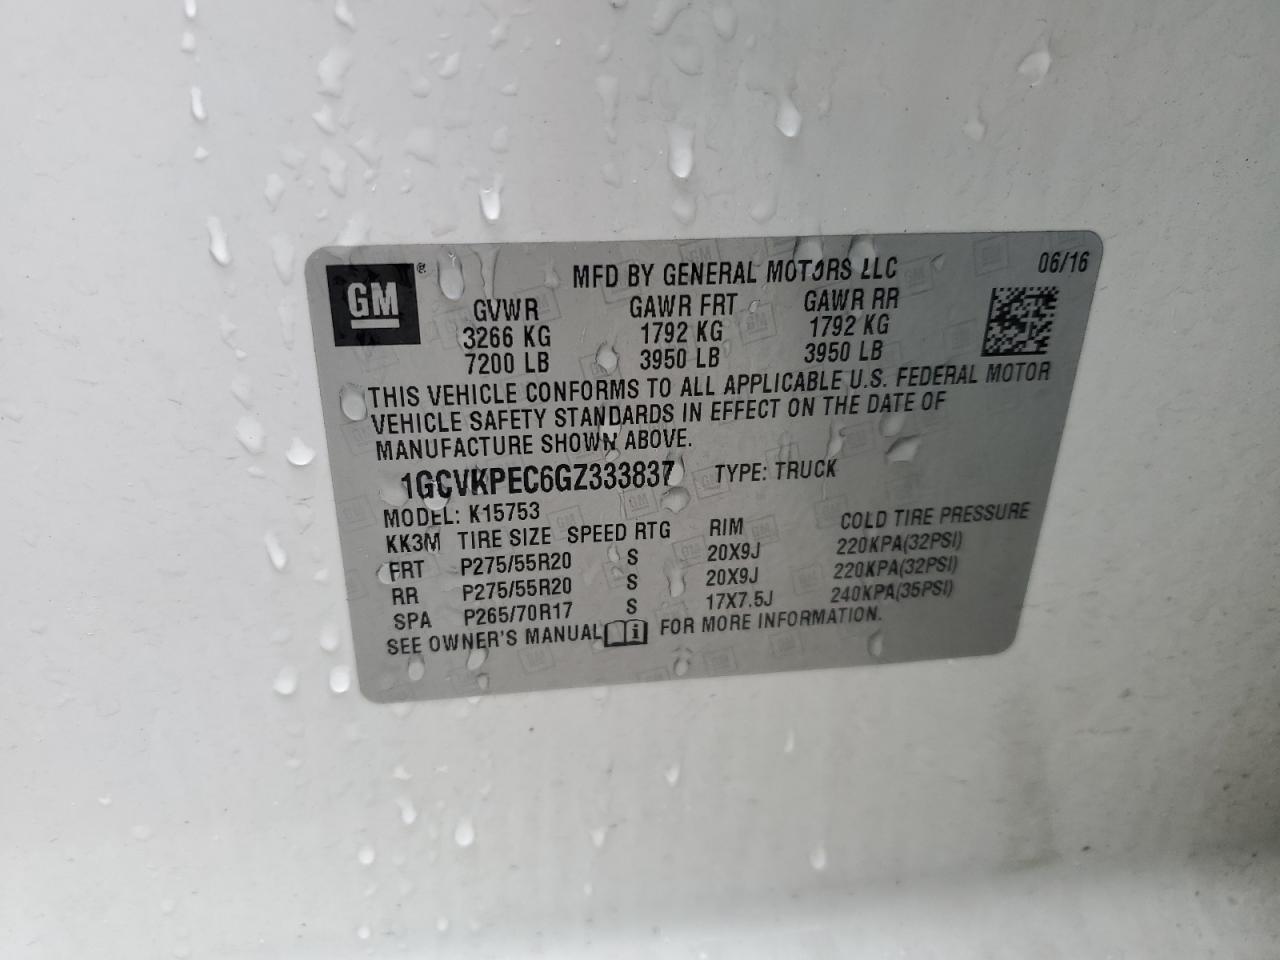 GM ®
MFD BY GENERAL MOTORS LLC 06/16
GVWR GAWR FRT GAWR RR
3266 KG 1792 KG 1792 KG
7200 LB 3950 LB 3950 LB
THIS VEHICLE CONFORMS TO ALL APPLICABLE U.S. FEDERAL MOTOR
VEHICLE SAFETY STANDARDS IN EFFECT ON THE DATE OF
MANUFACTURE SHOWN ABOVE.
1GCVKPEC6GZ333837 TYPE: TRUCK
MODEL: K15753
KK3M TIRE SIZE SPEED RTG RIM COLD TIRE PRESSURE
FRT P275/55R20 S 20X9J 220KPA(32PSI)
RR P275/55R20 S 20X9J 220KPA(32PSI)
SPA P265/70R17 S 17X7.5J 240KPA(35PSI)
SEE OWNER'S MANUAL i FOR MORE INFORMATION.